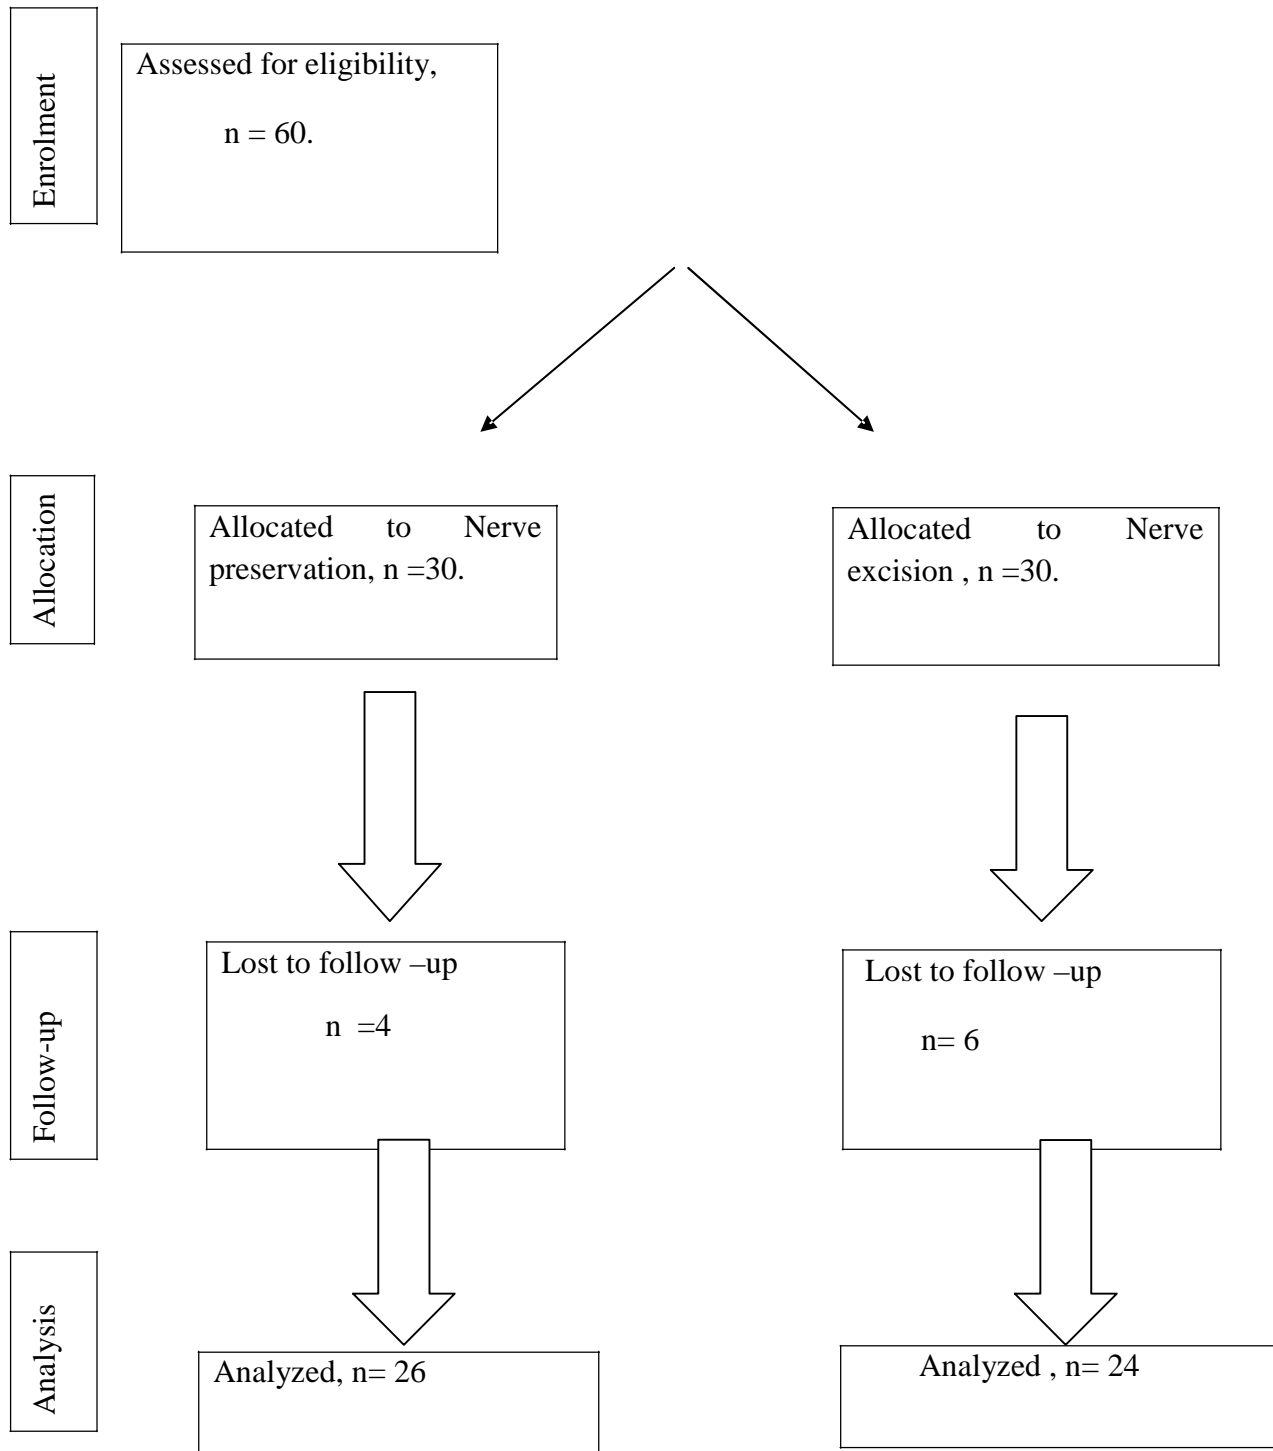 Enrolment
Assessed for eligibility,
n = 60.
Allocation
Allocated to Nerve
preservation, n =30.
Allocated to Nerve
excision , n =30.
Follow-up
Lost to follow –up
n =4
Lost to follow –up
n= 6
Analysis
Analyzed, n= 26
Analyzed , n= 24